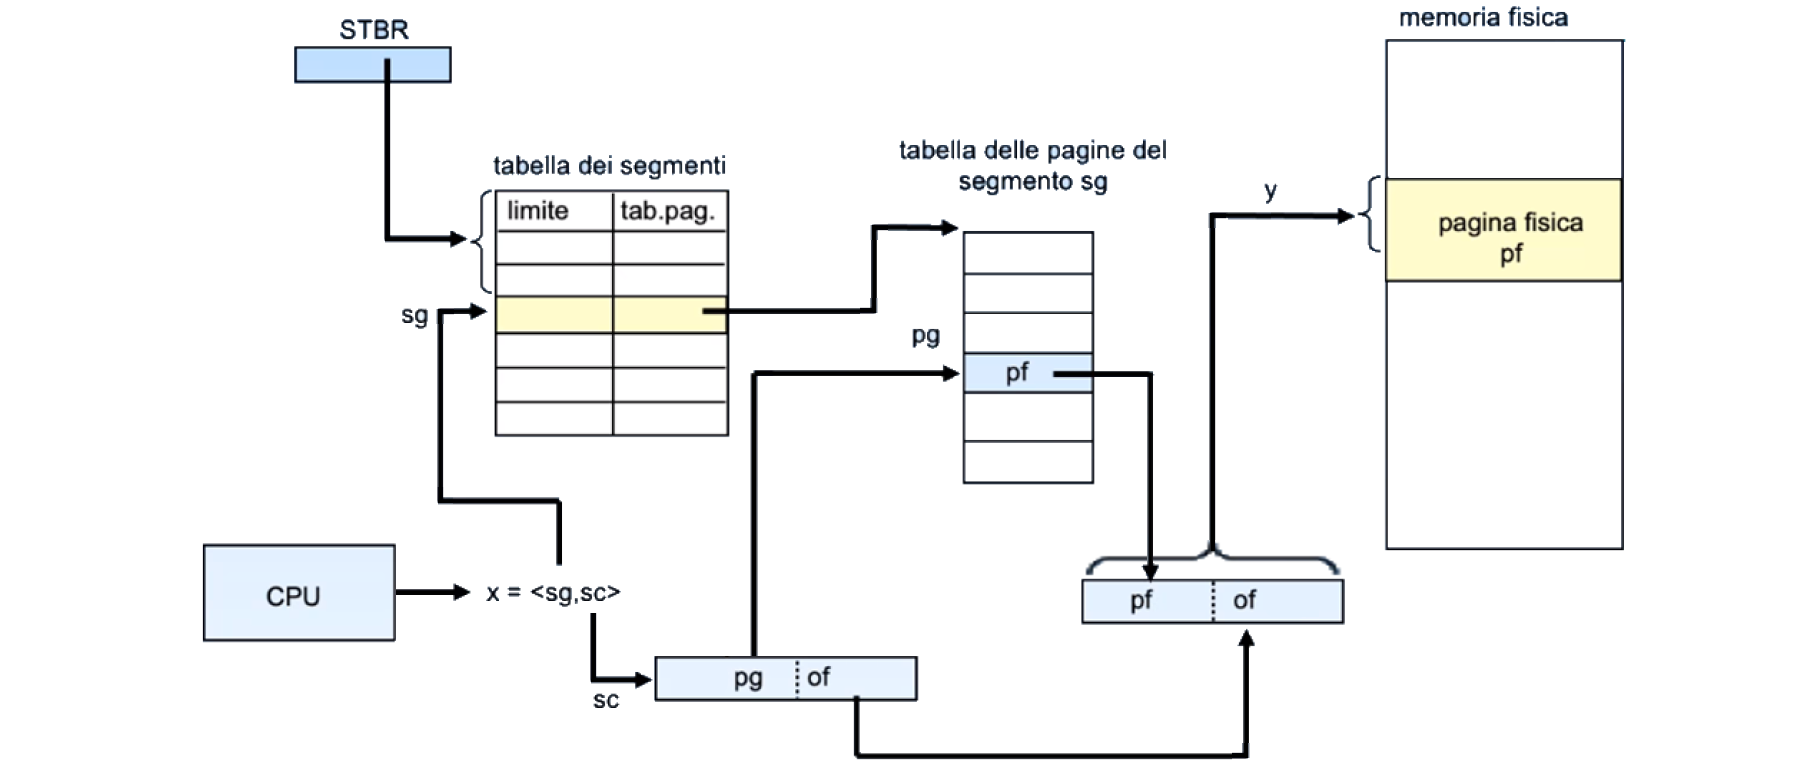 memoria fisica
STBR
tabella dei segmenti
tabella delle pagine del
segmento sg
limite
tab.pag.
y
pagina fisica
pf
sg
pg
pf
CPU
x = <sg,sc>
pf
of
pg
of
sc